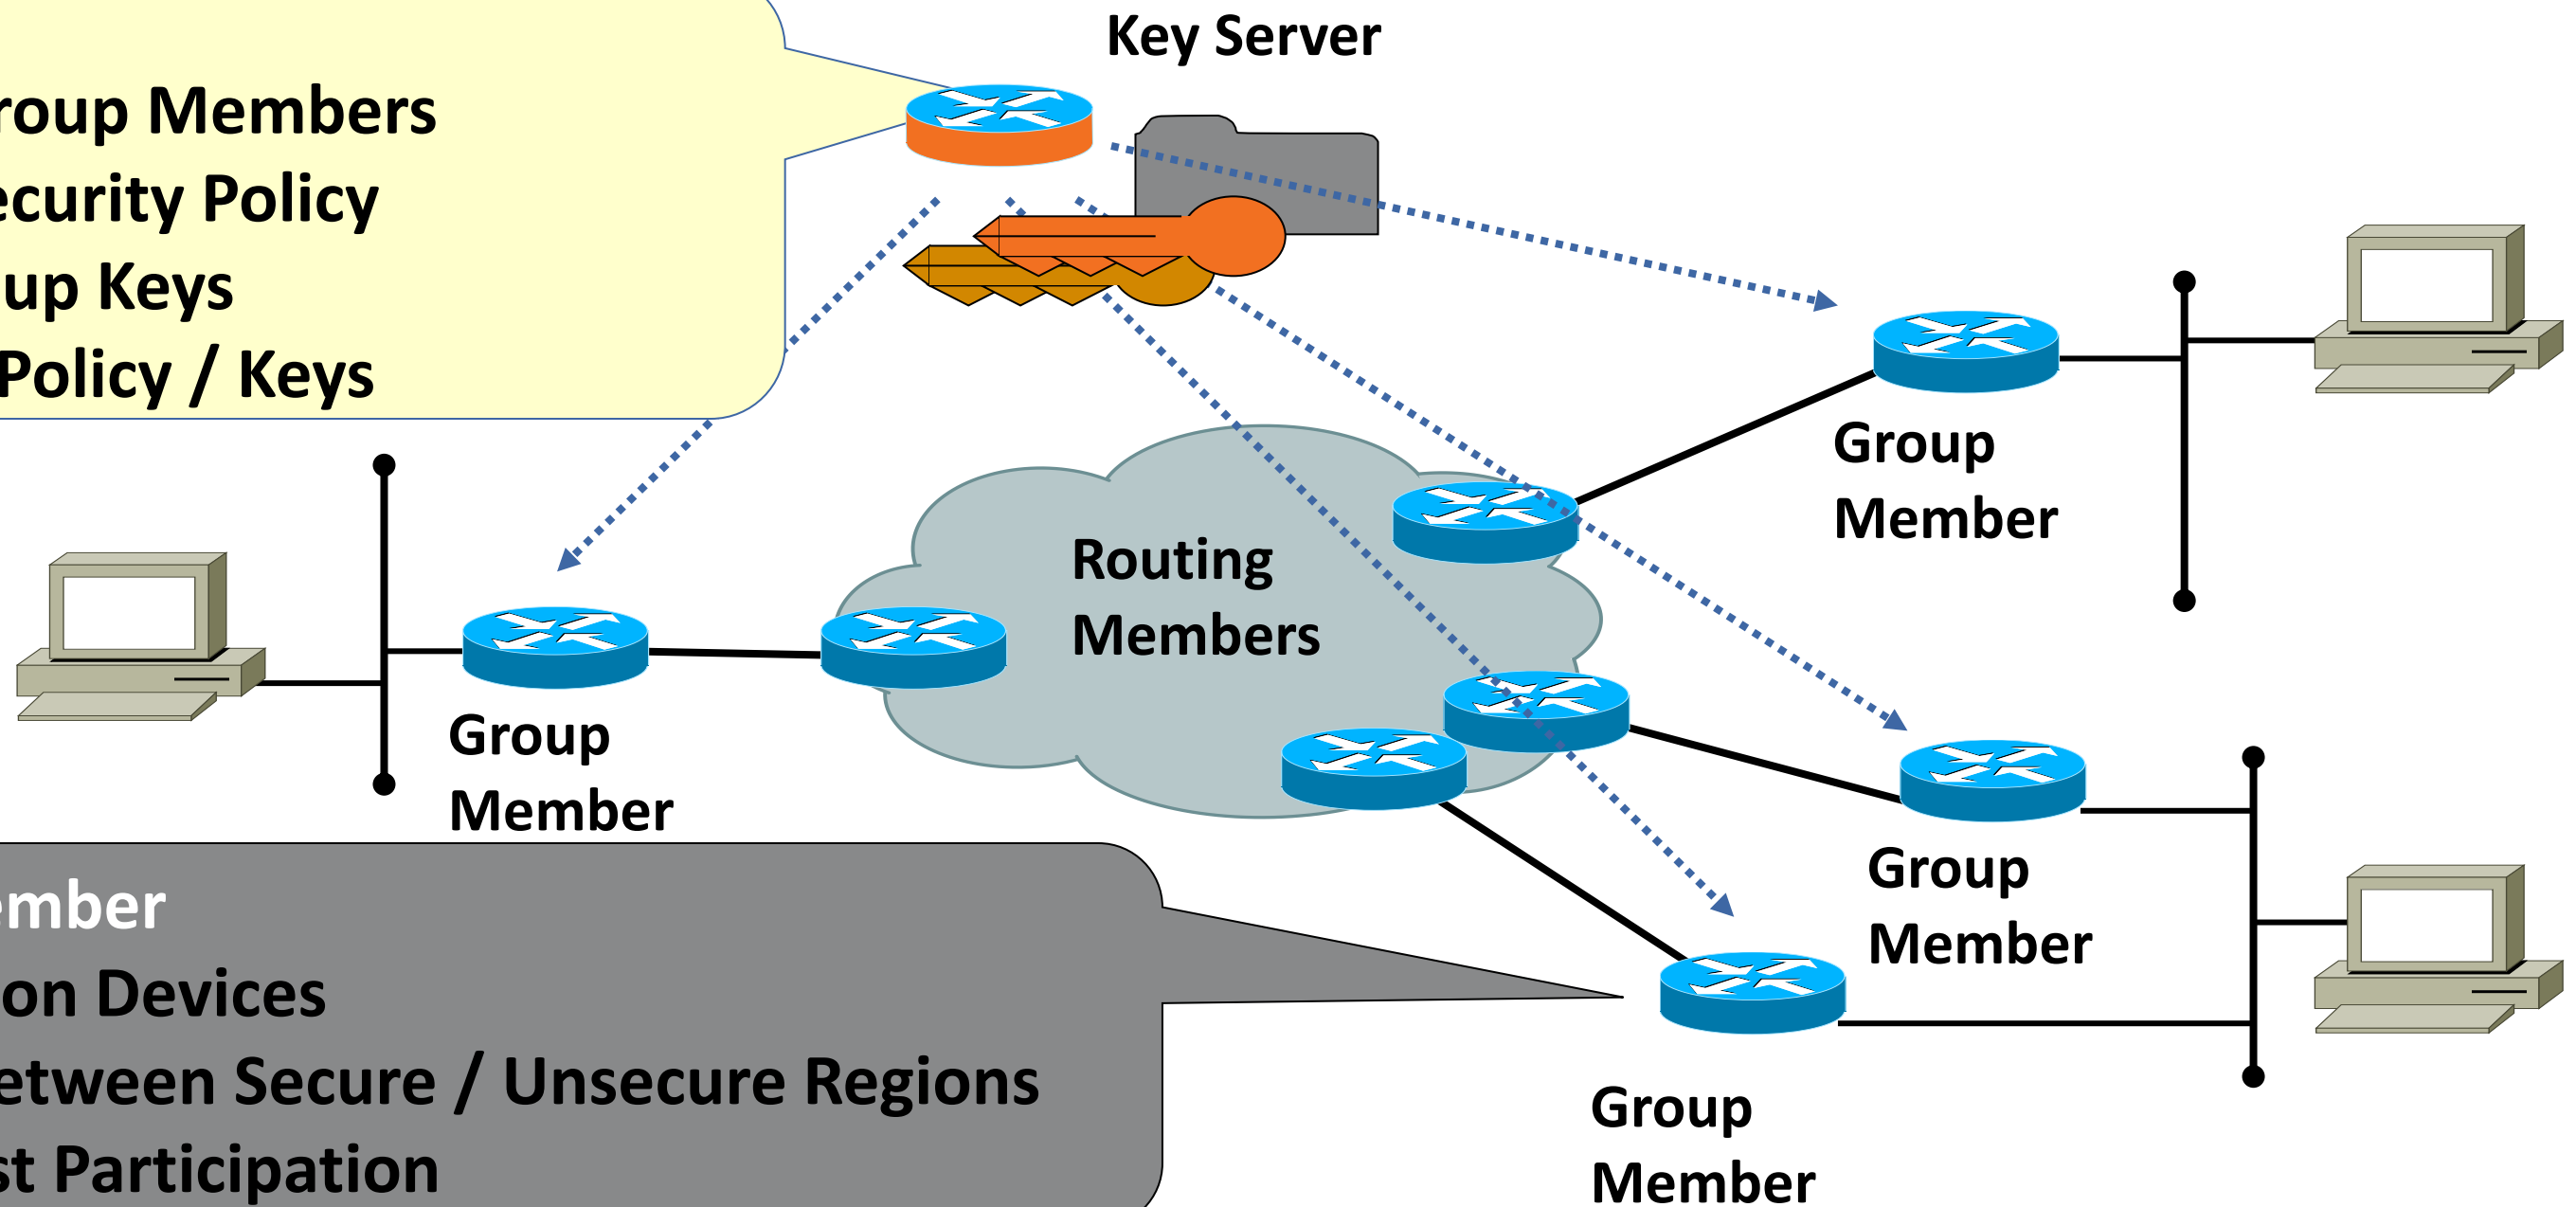 Key Server
roup Members
ecurity Policy
up Keys
Policy / Keys
Group
Member
Routing
Members
Group
Member
Group
Member
ember
on Devices
etween Secure / Unsecure Regions
st Participation
Group
Member